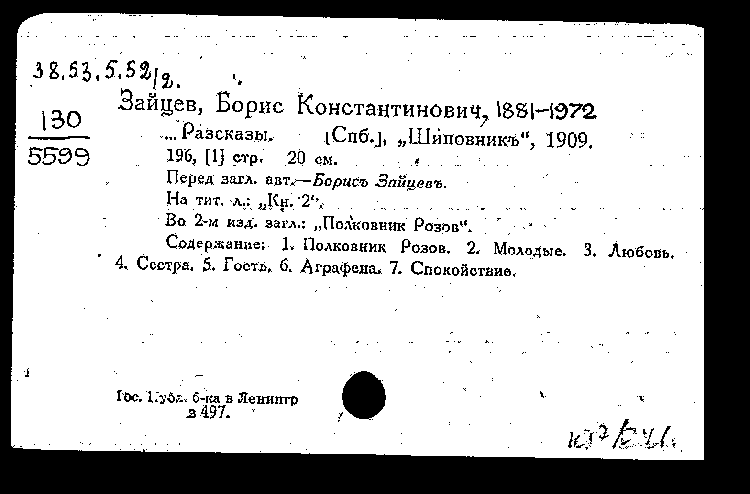 38.53.5.52/2.
Зайцев, Борис Константинович, 1881-1972
130
5599
... Разсказы. [Спб.], „Шиповникъ“, 1909.
196, [1] стр. 20 см.
Перед загл. авт.—Борисъ Зайцевъ.
На тит. л.: „Кн. 2“.
Во 2-м изд. загл.: „Полковник Розов“.
Содержание: 1. Полковник Розов. 2. Молодые. 3. Любовь.
4. Сестра. 5. Гость. 6. Аграфена. 7. Спокойствие.
Гос. Публ. б-ка в Ленингр
в 497.